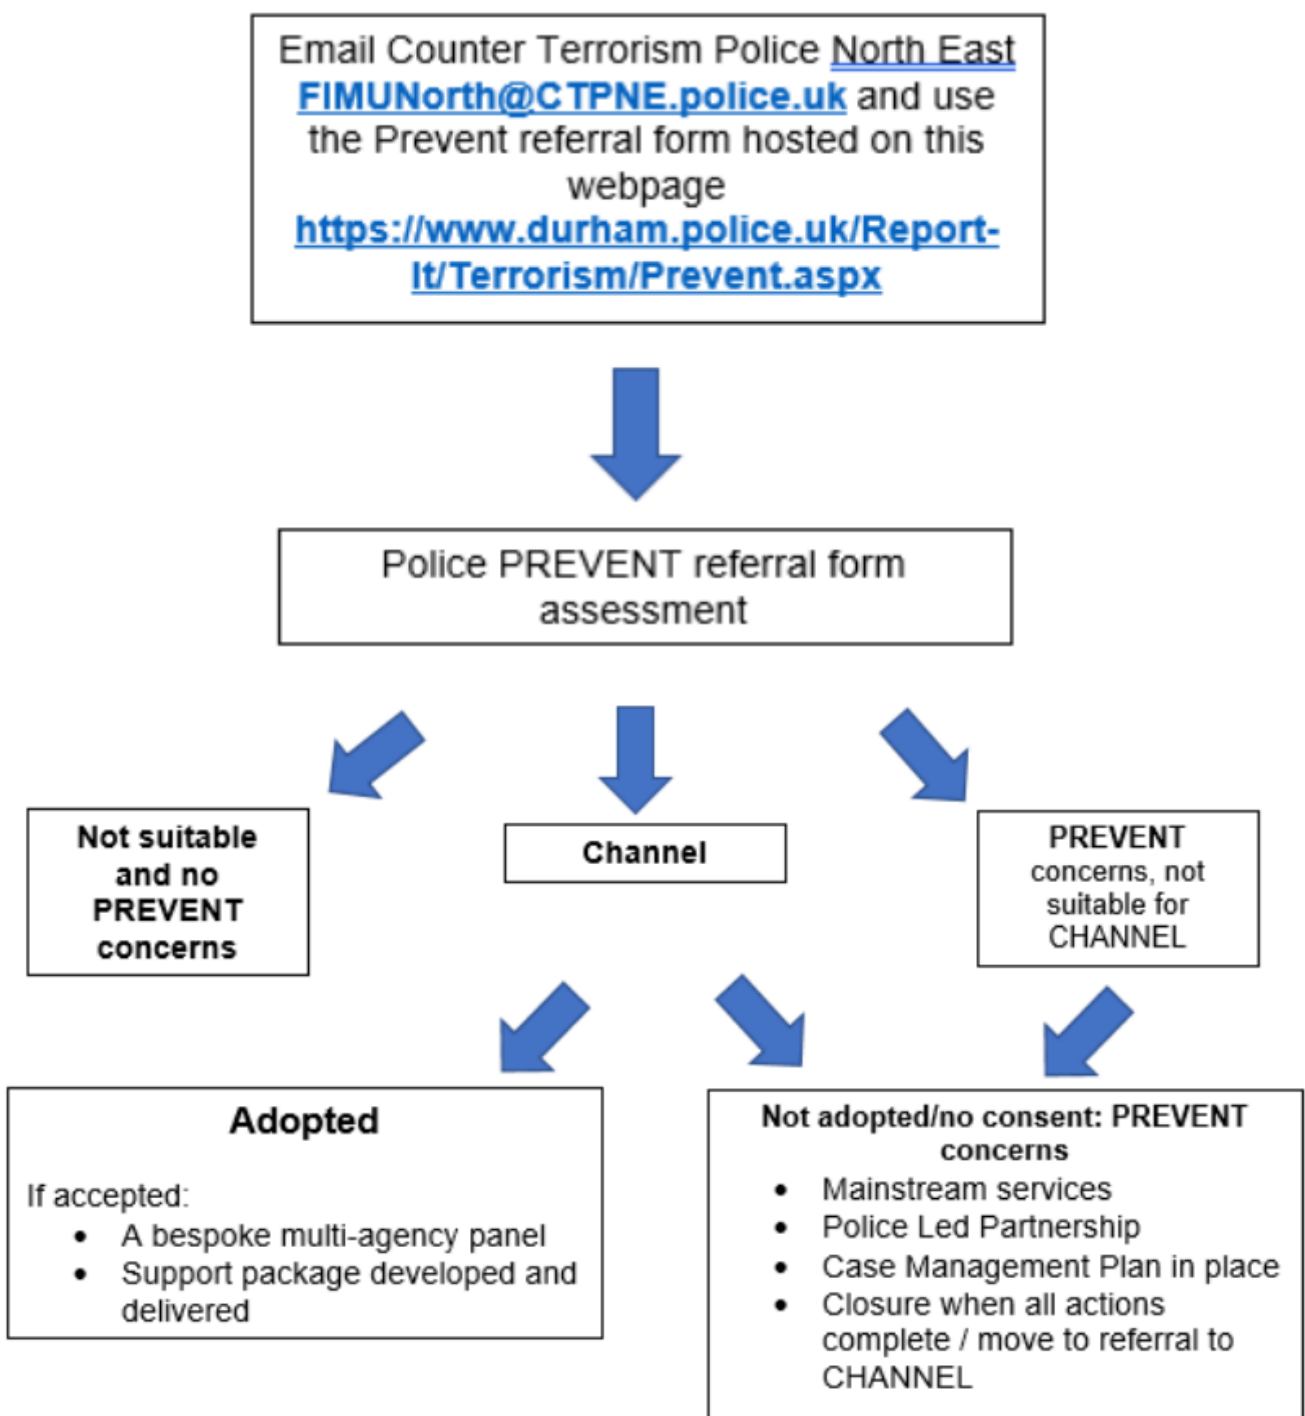 Email Counter Terrorism Police North East
FIMUNorth@CTPNE.police.uk and use
the Prevent referral form hosted on this
webpage
https://www.durham.police.uk/Report-
It/Terrorism/Prevent.aspx
Police PREVENT referral form
assessment
Not suitable
and no
PREVENT
concerns
Channel
PREVENT
concerns, not
suitable for
CHANNEL
Adopted
If accepted:
• A bespoke multi-agency panel
• Support package developed and
delivered
Not adopted/no consent: PREVENT
concerns
• Mainstream services
• Police Led Partnership
• Case Management Plan in place
• Closure when all actions
complete / move to referral to
CHANNEL